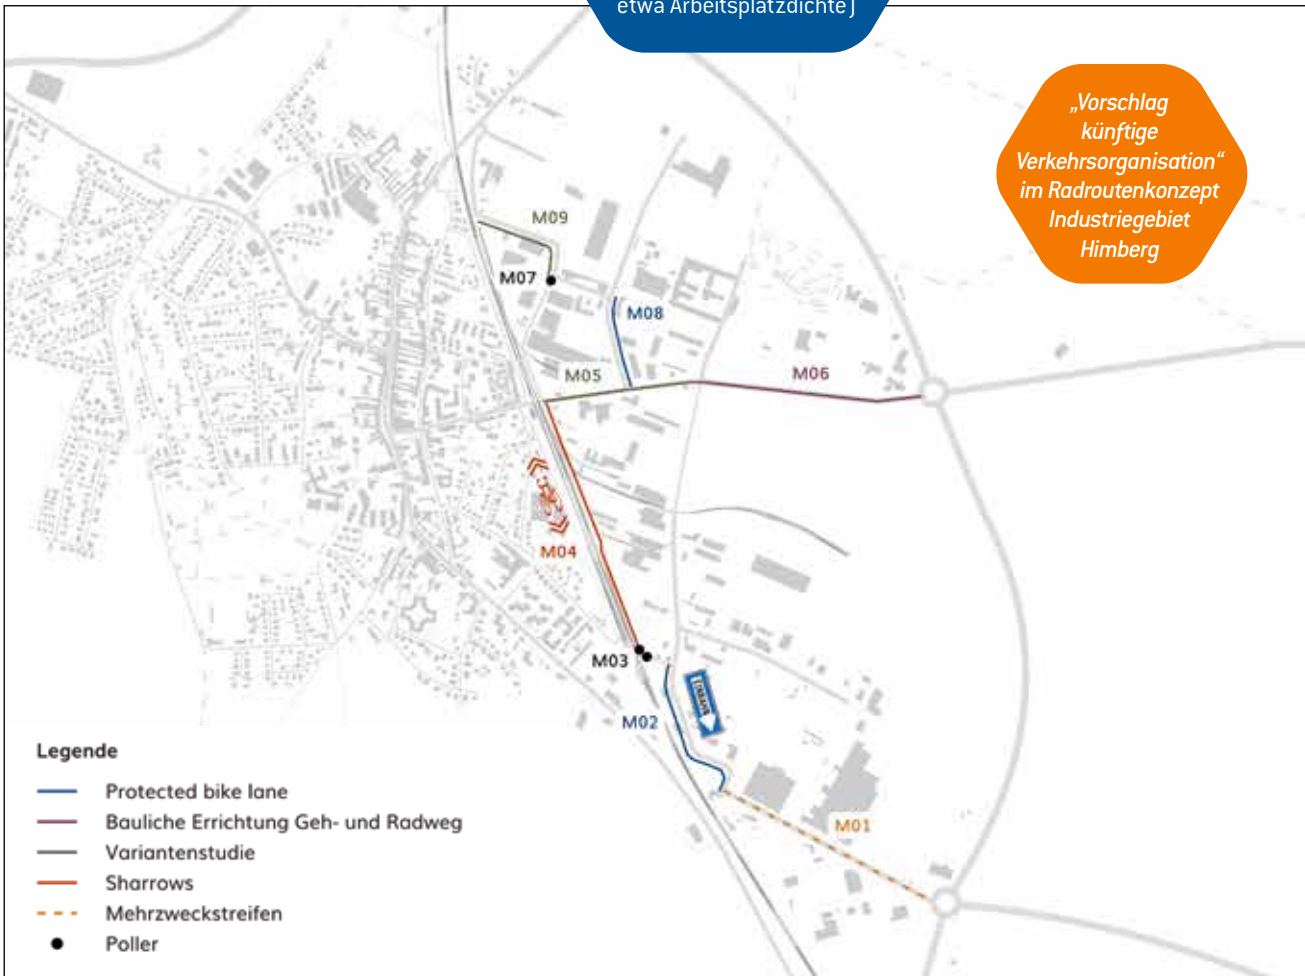 etwa Arbeitsplatzdichte)
„Vorschlag
künftige
Verkehrsorganisation“
im Radroutenkonzept
Industriegebiet
Himberg
M09
M07
M08
M05
M06
M04
M03
M02
EINBAHN
M01
Legende
Protected bike lane
Bauliche Errichtung Geh- und Radweg
Variantenstudie
Sharrows
Mehrzweckstreifen
Poller